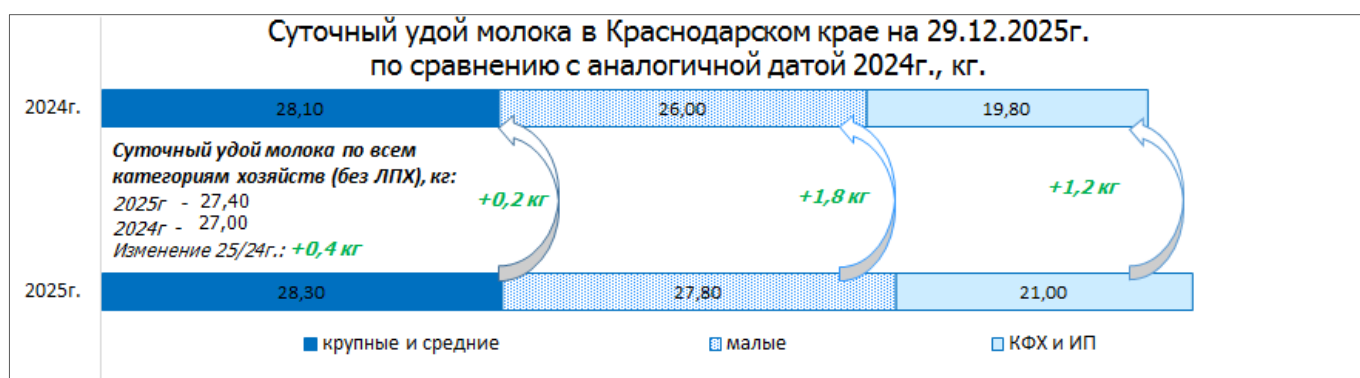 Суточный удой молока в Краснодарском крае на 29.12.2025г.
по сравнению с аналогичной датой 2024г., кг.
2024г.
28,10
26,00
19,80
Суточный удой молока по всем
категориям хозяйств (без ЛПХ), кг:
2025г - 27,40
2024г - 27,00
Изменение 25/24г.: +0,4 кг
+0,2 кг
+1,8 кг
+1,2 кг
2025г.
28,30
27,80
21,00
крупные и средние
малые
КФХ и ИП